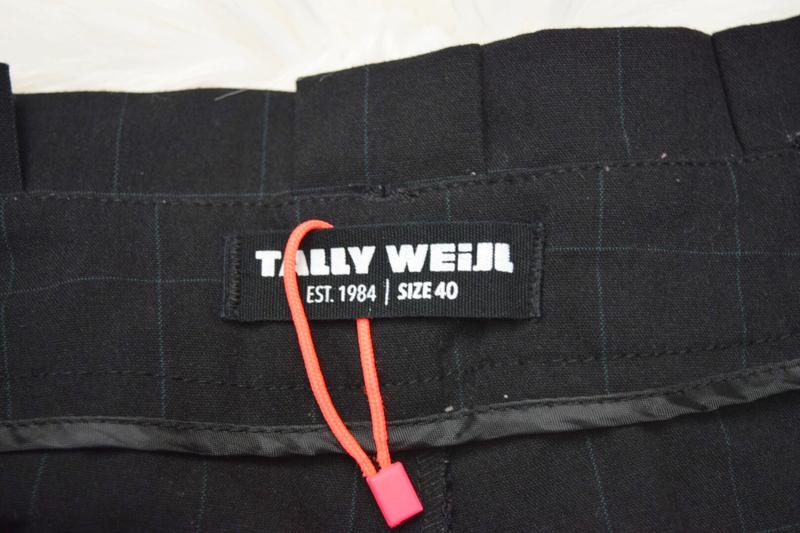 TALLY WEiJL
EST. 1984 | SIZE 40